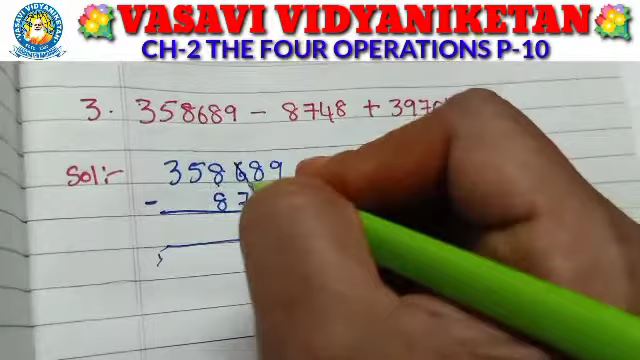 VASAVI VIDYANIKETAN
CH-2 THE FOUR OPERATIONS P-10
3. 358689 - 8748 + 397
Sol:- 358689
- 87